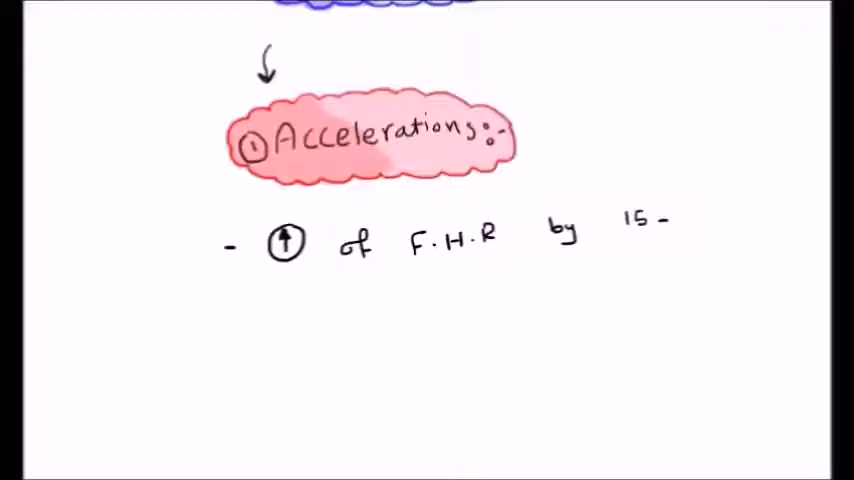 ① Accelerations:-
- ↑ of F.H.R by 15 -